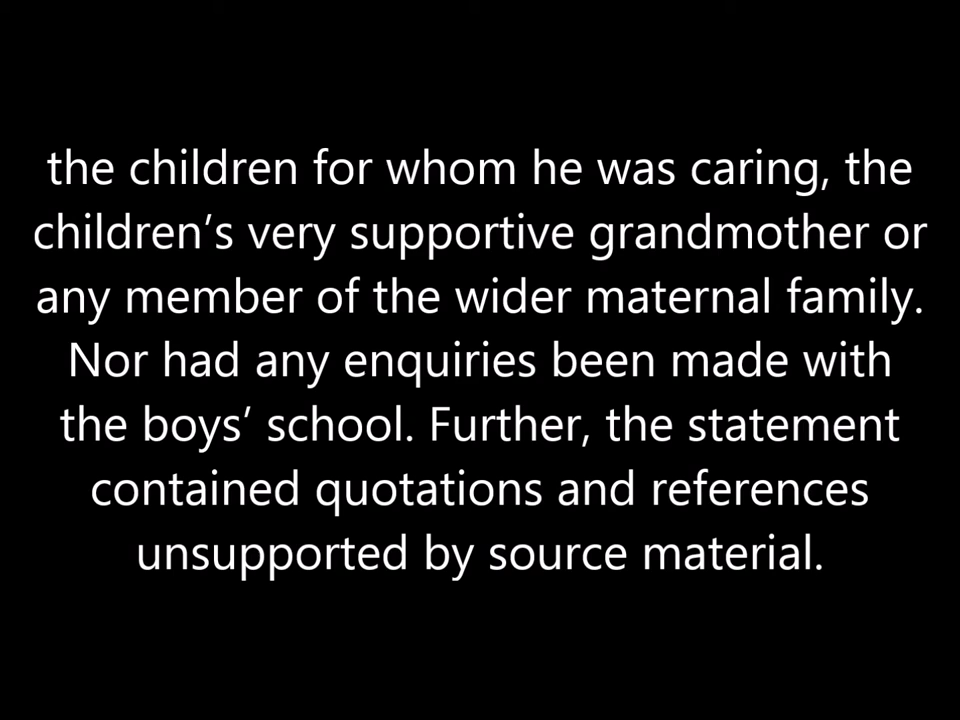 the children for whom he was caring, the
children’s very supportive grandmother or
any member of the wider maternal family.
Nor had any enquiries been made with
the boys’ school. Further, the statement
contained quotations and references
unsupported by source material.